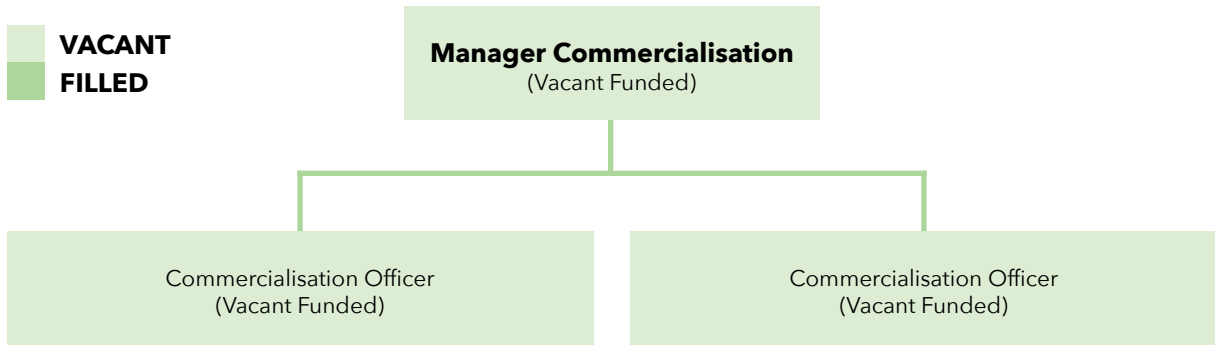 VACANT
FILLED
Manager Commercialisation
(Vacant Funded)
Commercialisation Officer
(Vacant Funded)
Commercialisation Officer
(Vacant Funded)